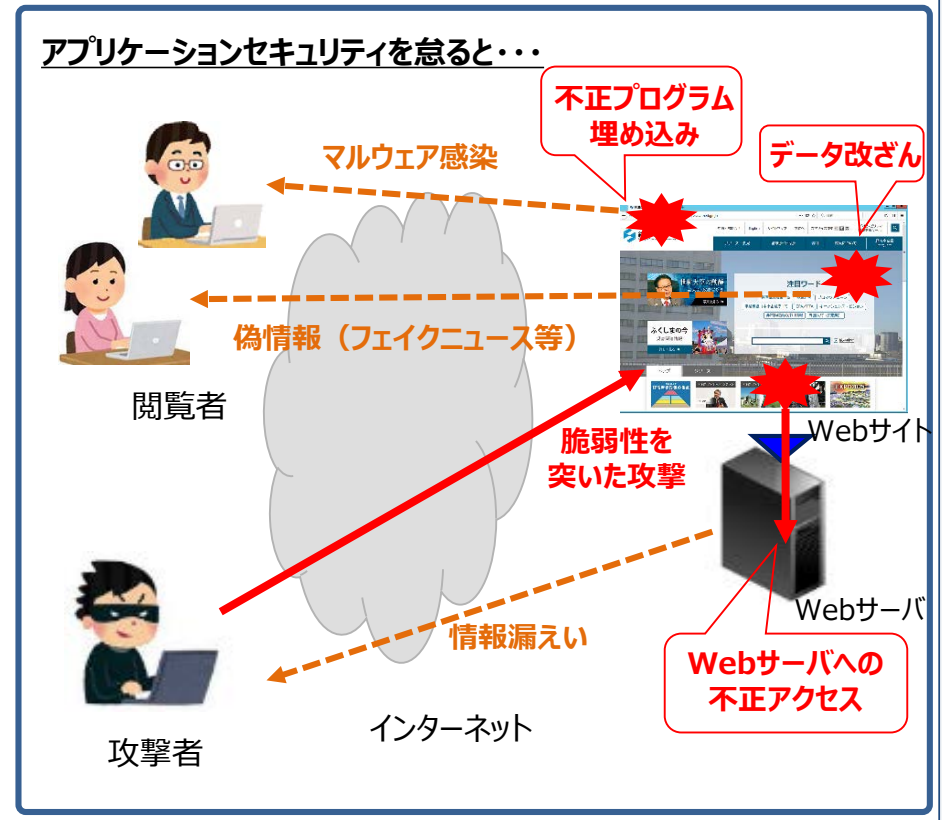 アプリケーションセキュリティを怠ると・・・
不正プログラム
埋め込み
データ改ざん
マルウェア感染
注目ワード
偽情報（フェイクニュース等）
ふくしまの今
閲覧者
脆弱性を
突いた攻撃
Webサイト
Webサーバ
情報漏えい
Webサーバへの
不正アクセス
インターネット
攻撃者